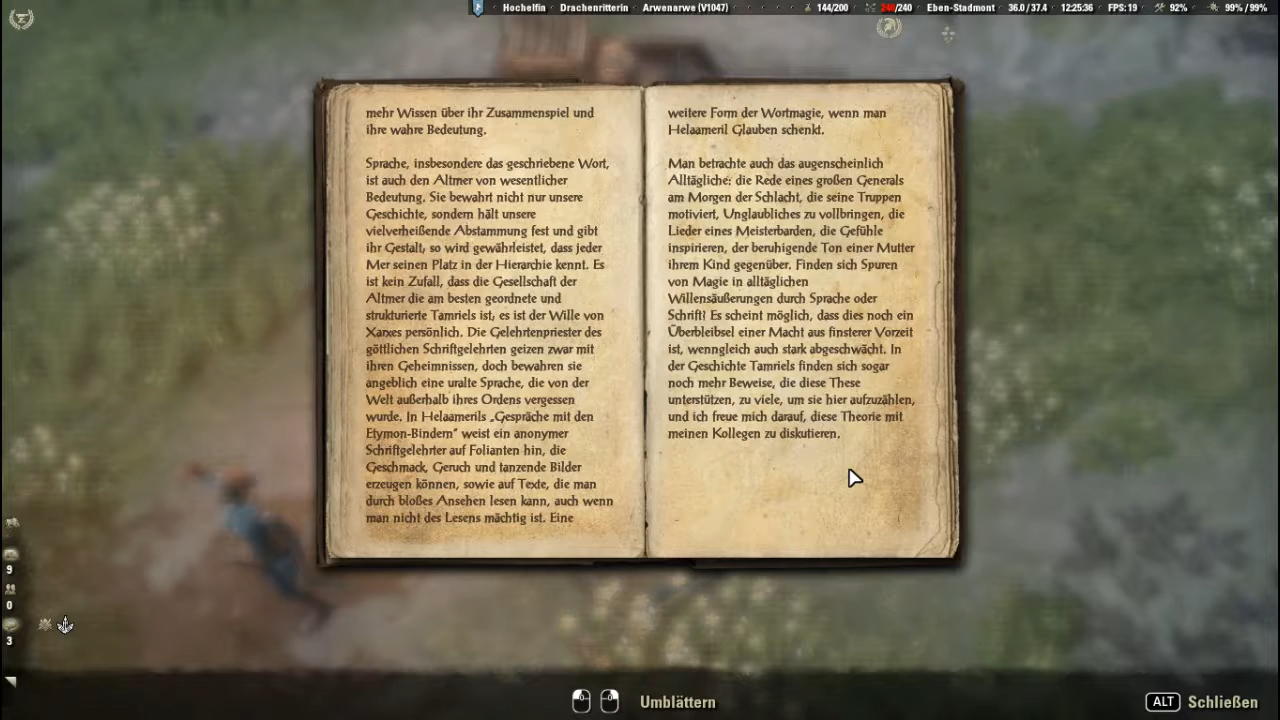 Hochelfin Drachenritterin Arwenarwe (V1047) 144/200 240/240 Eben-Stadmont 36.0 / 37.4 12:25:36 FPS: 19 92% 99% / 99%
mehr Wissen über ihr Zusammenspiel und
ihre wahre Bedeutung.
Sprache, insbesondere das geschriebene Wort,
ist auch den Altmer von wesentlicher
Bedeutung. Sie bewahrt nicht nur unsere
Geschichte, sondern hält unsere
vielverheißende Abstammung fest und gibt
ihr Gestalt; so wird gewährleistet, dass jeder
Mer seinen Platz in der Hierarchie kennt. Es
ist kein Zufall, dass die Gesellschaft der
Altmer die am besten geordnete und
strukturierte Tamriels ist; es ist der Wille von
Xarxes persönlich. Die Gelehrtenpriester des
göttlichen Schriftgelehrten geizen zwar mit
ihren Geheimnissen, doch bewahren sie
angeblich eine uralte Sprache, die von der
Welt außerhalb ihres Ordens vergessen
wurde. In Helaamerils „Gespräche mit den
Etymon-Bindern“ weist ein anonymer
Schriftgelehrter auf Folianten hin, die
Geschmack, Geruch und tanzende Bilder
erzeugen können, sowie auf Texte, die man
durch bloßes Ansehen lesen kann, auch wenn
man nicht des Lesens mächtig ist. Eine
weitere Form der Wortmagie, wenn man
Helaameril Glauben schenkt.
Man betrachte auch das augenscheinlich
Alltägliche: die Rede eines großen Generals
am Morgen der Schlacht, die seine Truppen
motiviert, Unglaubliches zu vollbringen, die
Lieder eines Meisterbarden, die Gefühle
inspirieren, der beruhigende Ton einer Mutter
ihrem Kind gegenüber. Finden sich Spuren
von Magie in alltäglichen
Willensäußerungen durch Sprache oder
Schrift? Es scheint möglich, dass dies noch ein
Überbleibsel einer Macht aus finsterer Vorzeit
ist, wenngleich auch stark abgeschwächt. In
der Geschichte Tamriels finden sich sogar
noch mehr Beweise, die diese These
unterstützen, zu viele, um sie hier aufzuzählen,
und ich freue mich darauf, diese Theorie mit
meinen Kollegen zu diskutieren.
9
0
3
Umblättern
ALT Schließen